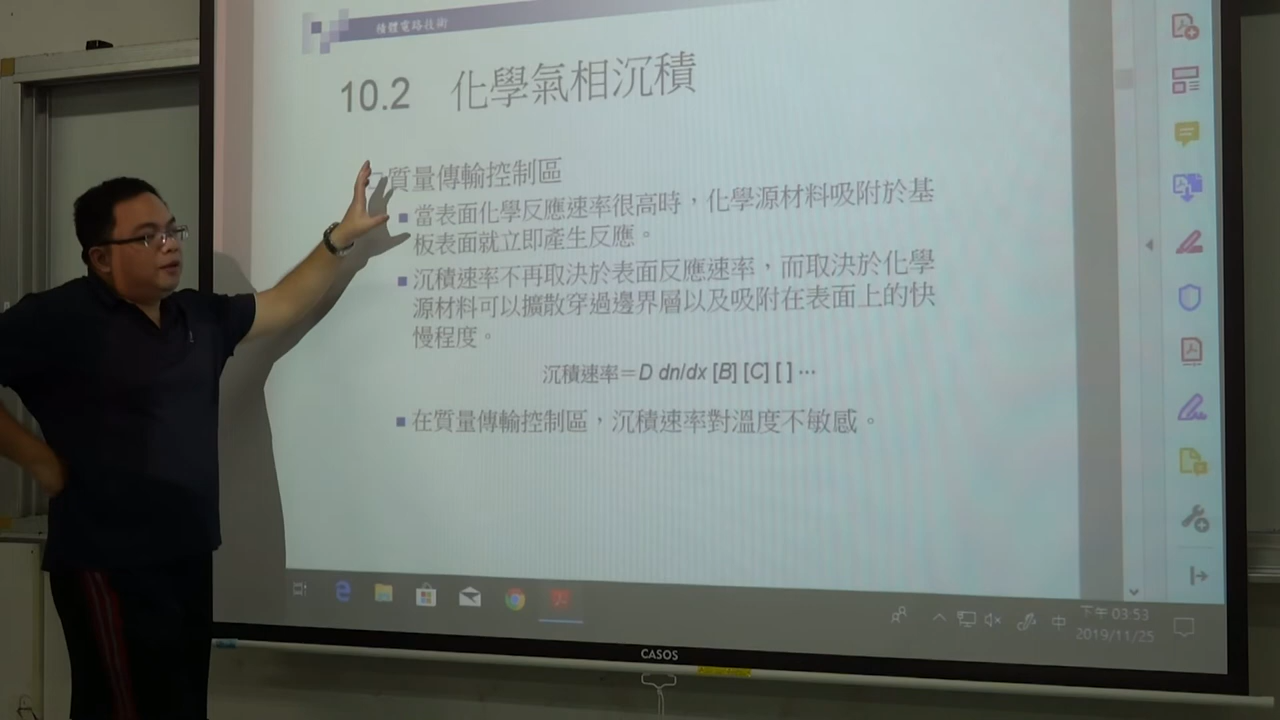 積體電路技術
10.2 化學氣相沉積
質量傳輸控制區
當表面化學反應速率很高時，化學源材料吸附於基
板表面就立即產生反應。
沉積速率不再取決於表面反應速率，而取決於化學
源材料可以擴散穿過邊界層以及吸附在表面上的快
慢程度。
沉積速率＝D dn/dx [B] [C] [ ] ⋯
在質量傳輸控制區，沉積速率對溫度不敏感。
中
下午 03:53
2019/11/25
CASOS